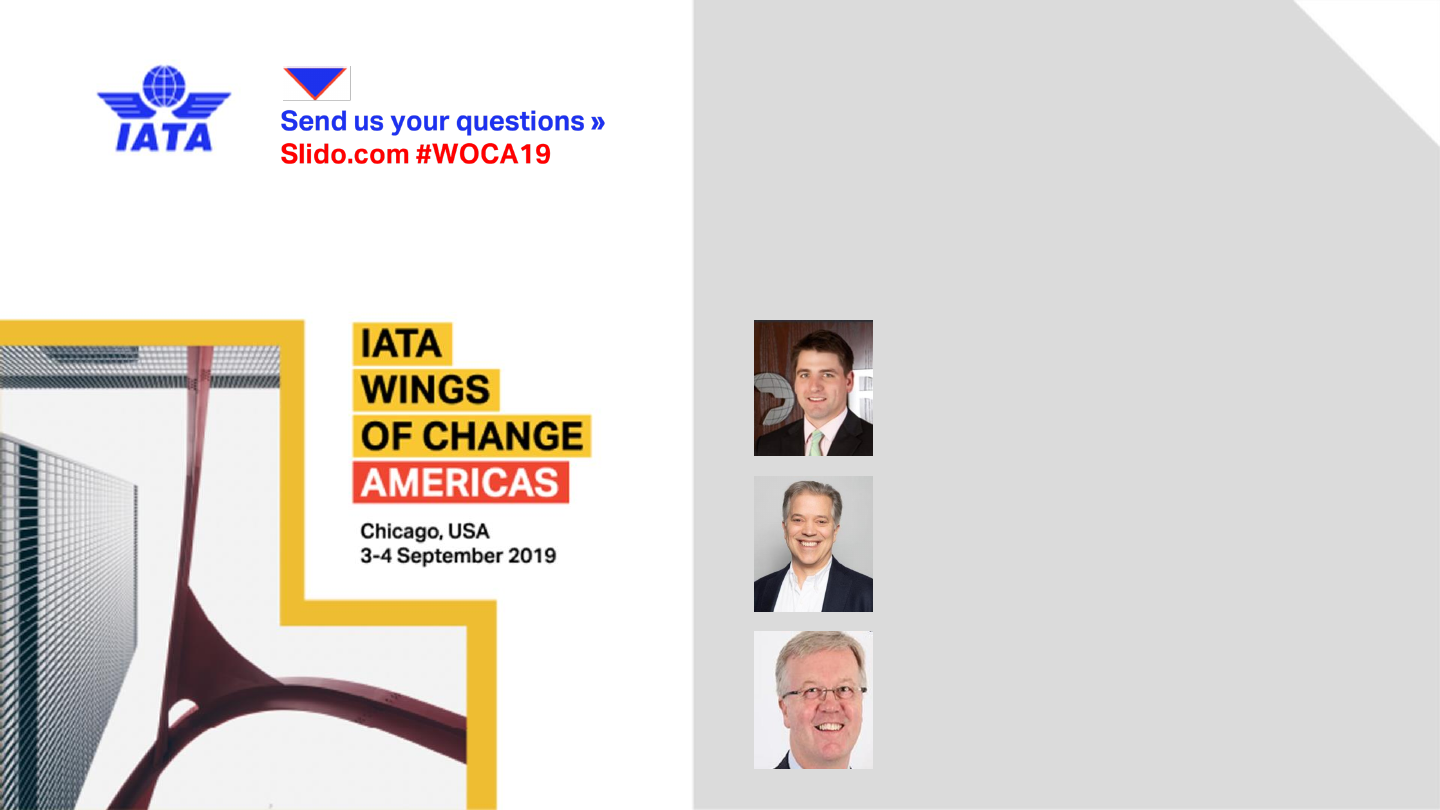 IATA
Send us your questions »
Slido.com #WOCA19
IATA
WINGS
OF CHANGE
AMERICAS
Chicago, USA
3-4 September 2019